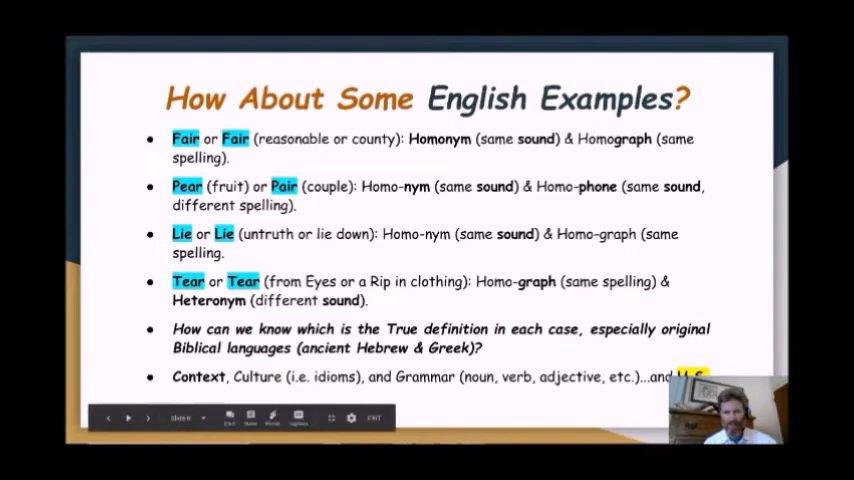 How About Some English Examples?
● Fair or Fair (reasonable or county): Homonym (same sound) & Homograph (same
spelling).
● Pear (fruit) or Pair (couple): Homo-nym (same sound) & Homo-phone (same sound,
different spelling).
● Lie or Lie (untruth or lie down): Homo-nym (same sound) & Homo-graph (same
spelling.
● Tear or Tear (from Eyes or a Rip in clothing): Homo-graph (same spelling) &
Heteronym (different sound).
● How can we know which is the True definition in each case, especially original
Biblical languages (ancient Hebrew & Greek)?
● Context, Culture (i.e. idioms), and Grammar (noun, verb, adjective, etc.)...and
Slide 6
EXIT